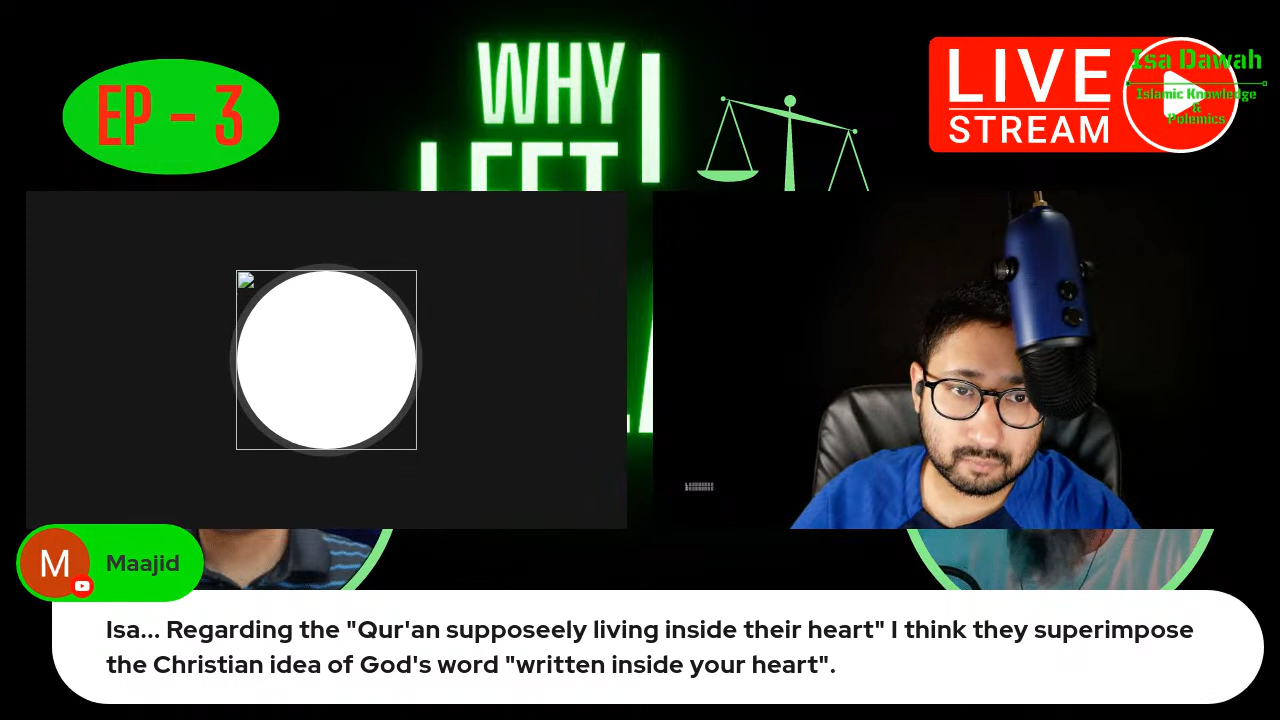 EP - 3
WHY
I
LEFT
LIVE
STREAM
Isa Dawah
Islamic Knowledge
&
Polemics
M
Maajid
Isa... Regarding the "Qur'an supposeely living inside their heart" I think they superimpose
the Christian idea of God's word "written inside your heart".